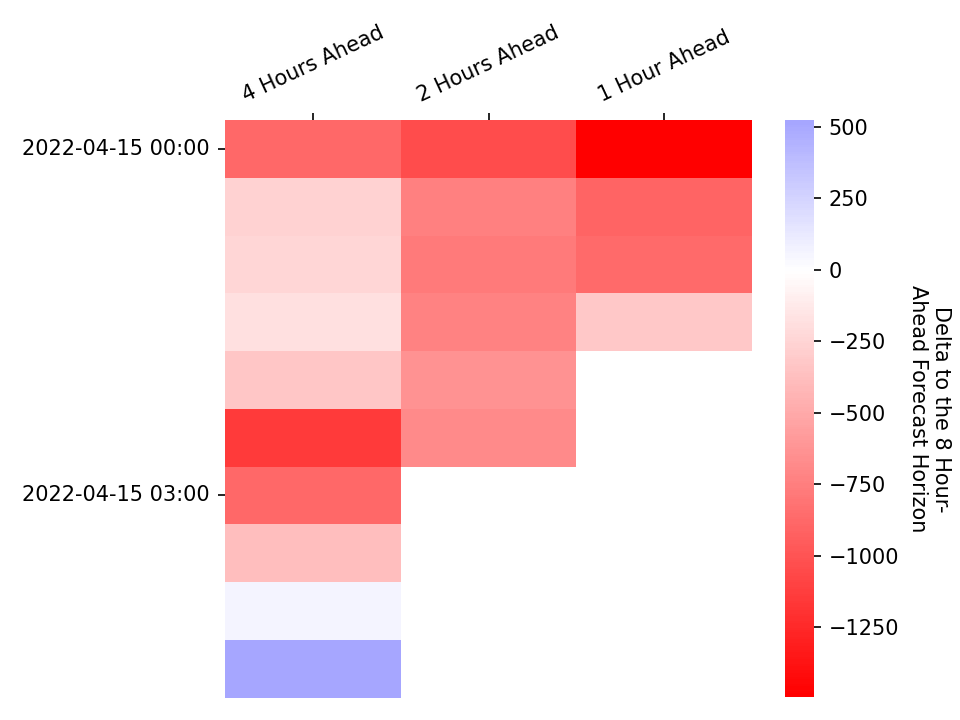 4 Hours Ahead
2 Hours Ahead
1 Hour Ahead
2022-04-15 00:00
2022-04-15 03:00
500
250
0
−250
−500
−750
−1000
−1250
Delta to the 8 Hour-
Ahead Forecast Horizon